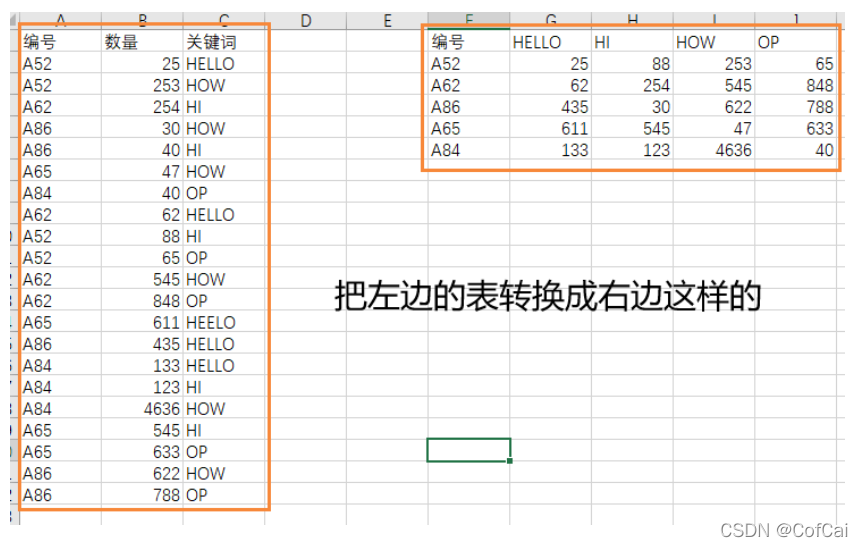 A B C D E F G H I J
编号 数量 关键词 编号 HELLO HI HOW OP
A52 25 HELLO A52 25 88 253 65
A52 253 HOW A62 62 254 545 848
A62 254 HI A86 435 30 622 788
A86 30 HOW A65 611 545 47 633
A86 40 HI A84 133 123 4636 40
A65 47 HOW
A84 40 OP
A62 62 HELLO
A52 88 HI
A52 65 OP
A62 545 HOW
A62 848 OP
把左边的表转换成右边这样的
A65 611 HEELO
A86 435 HELLO
A84 133 HELLO
A84 123 HI
A84 4636 HOW
A65 545 HI
A65 633 OP
A86 622 HOW
A86 788 OP
CSDN @CofCai